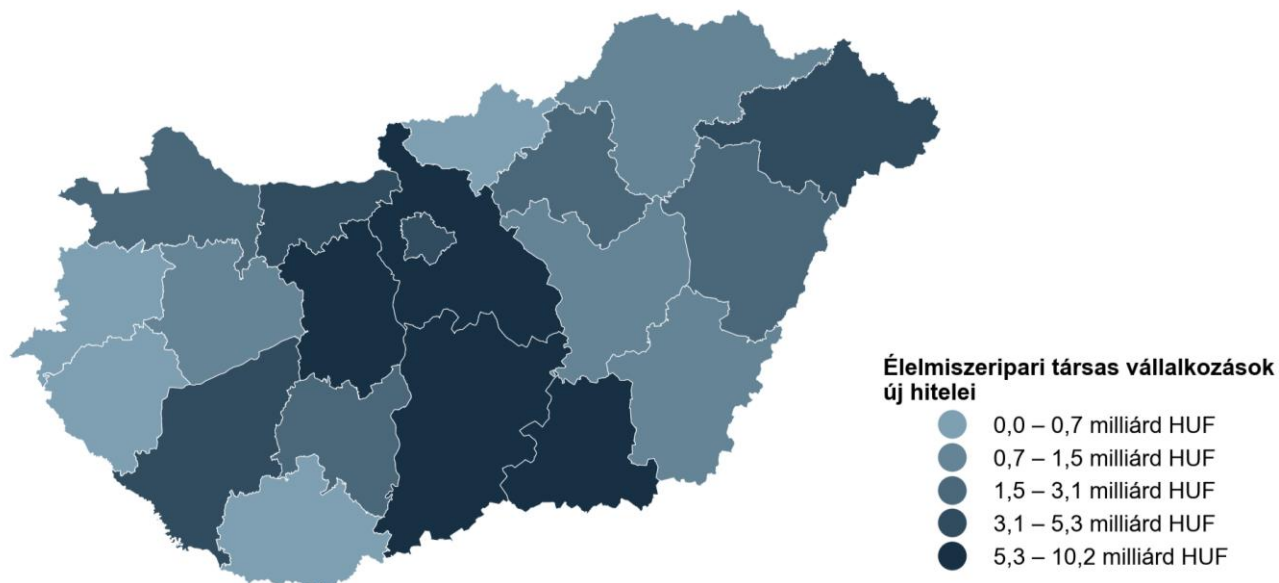 Élelmiszeripari társas vállalkozások
új hitelei
0,0 – 0,7 milliárd HUF
0,7 – 1,5 milliárd HUF
1,5 – 3,1 milliárd HUF
3,1 – 5,3 milliárd HUF
5,3 – 10,2 milliárd HUF